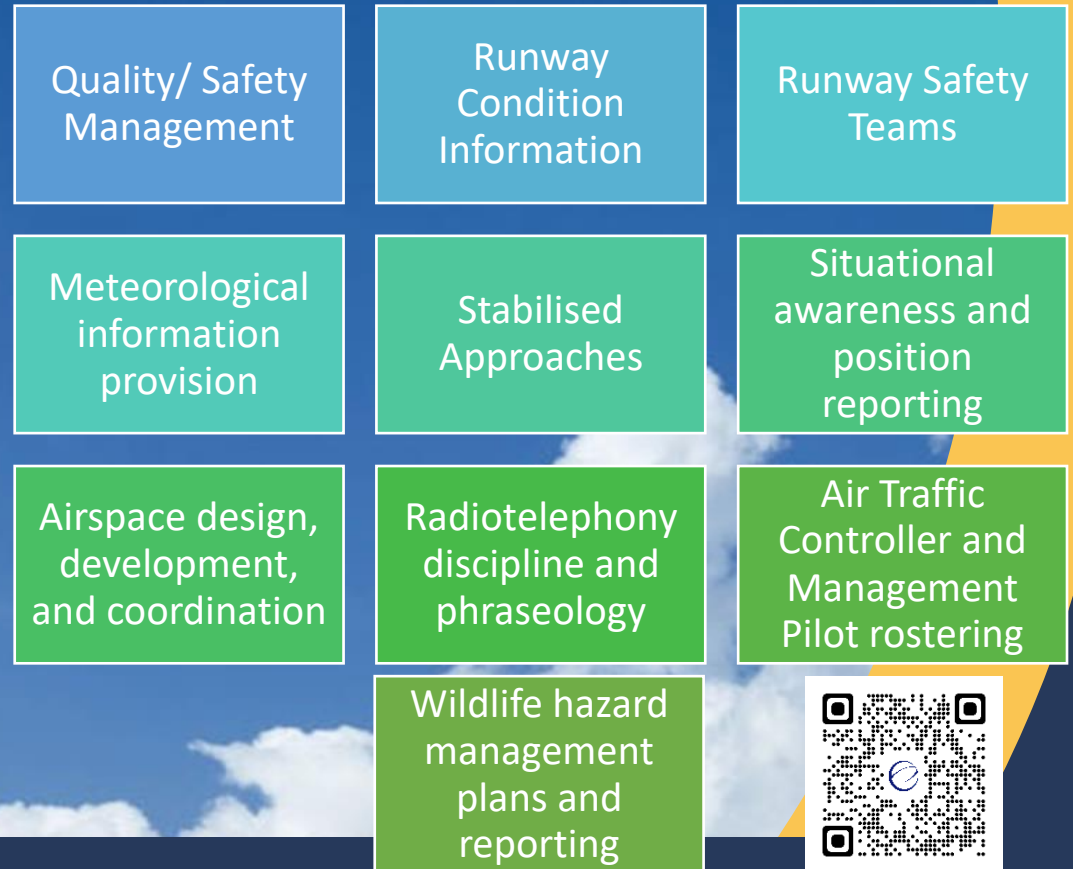 Quality/ Safety
Management
Runway
Condition
Information
Runway Safety
Teams
Meteorological
information
provision
Stabilised
Approaches
Situational
awareness and
position
reporting
Airspace design,
development,
and coordination
Radiotelephony
discipline and
phraseology
Air Traffic
Controller and
Management
Pilot rostering
Wildlife hazard
management
plans and
reporting